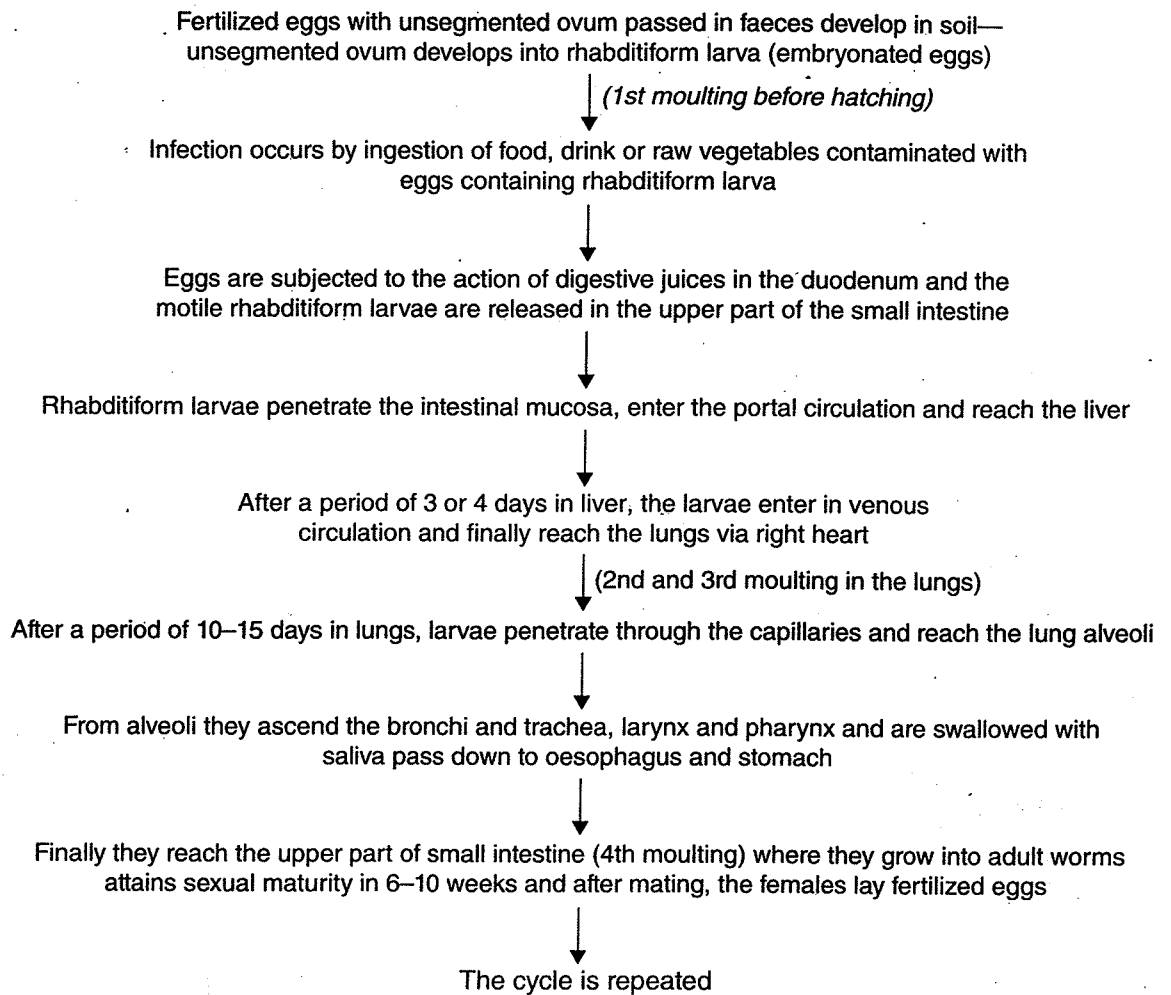 Fertilized eggs with unsegmented ovum passed in faeces develop in soil—
unsegmented ovum develops into rhabditiform larva (embryonated eggs)
(1st moulting before hatching)
Infection occurs by ingestion of food, drink or raw vegetables contaminated with
eggs containing rhabditiform larva
Eggs are subjected to the action of digestive juices in the duodenum and the
motile rhabditiform larvae are released in the upper part of the small intestine
Rhabditiform larvae penetrate the intestinal mucosa, enter the portal circulation and reach the liver
After a period of 3 or 4 days in liver, the larvae enter in venous
circulation and finally reach the lungs via right heart
(2nd and 3rd moulting in the lungs)
After a period of 10–15 days in lungs, larvae penetrate through the capillaries and reach the lung alveoli
From alveoli they ascend the bronchi and trachea, larynx and pharynx and are swallowed with
saliva pass down to oesophagus and stomach
Finally they reach the upper part of small intestine (4th moulting) where they grow into adult worms
attains sexual maturity in 6–10 weeks and after mating, the females lay fertilized eggs
The cycle is repeated